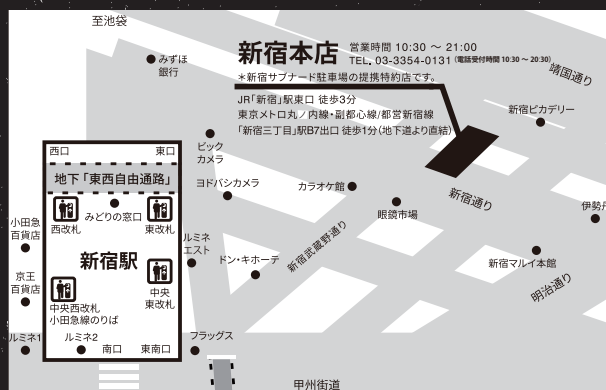 至池袋
新宿本店
営業時間 10:30 〜 21:00
TEL. 03-3354-0131 (電話受付時間 10:30 〜 20:30)
＊新宿サブナード駐車場の提携特約店です。
JR「新宿」駅東口 徒歩3分
東京メトロ丸ノ内線・副都心線/都営新宿線
「新宿三丁目」駅B7出口 徒歩1分(地下道より直結)
みずほ
銀行
靖国通り
新宿ピカデリー
ビック
カメラ
西口
東口
地下「東西自由通路」
ヨドバシカメラ
カラオケ館
眼鏡市場
新宿通り
伊勢丹
西改札
みどりの窓口
東改札
小田急
百貨店
新宿駅
ルミネ
エスト
ドン・キホーテ
新宿武蔵野通り
新宿マルイ本館
明治通り
京王
百貨店
中央西改札
小田急線のりば
中央
東改札
ルミネ1
ルミネ2
南口
東南口
フラッグス
甲州街道